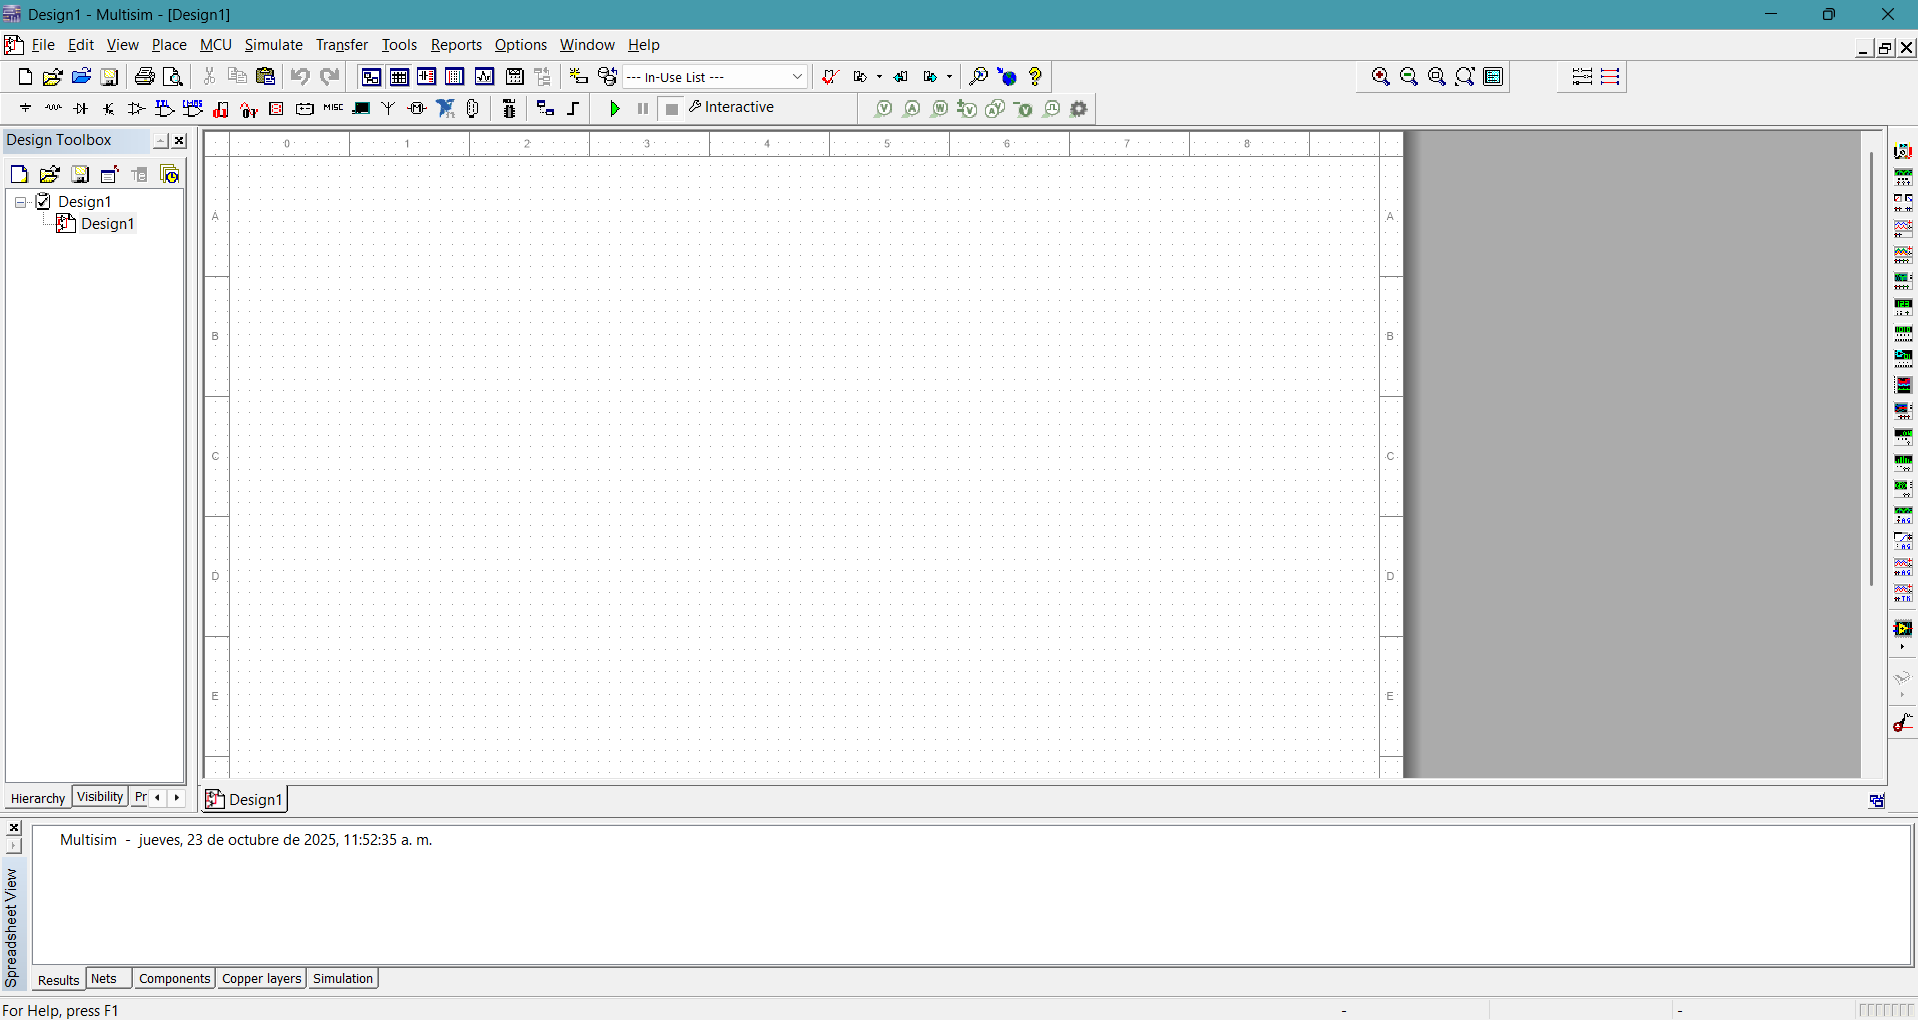 Design1 - Multisim - [Design1]
File Edit View Place MCU Simulate Transfer Tools Reports Options Window Help
--- In-Use List ---
MISC Interactive
Design Toolbox
0 1 2 3 4 5 6 7 8
Design1
Design1
A A
B B
C C
D D
E E
Hierarchy Visibility Pr
Design1
Multisim - jueves, 23 de octubre de 2025, 11:52:35 a. m.
Spreadsheet View
Results Nets Components Copper layers Simulation
For Help, press F1 - -